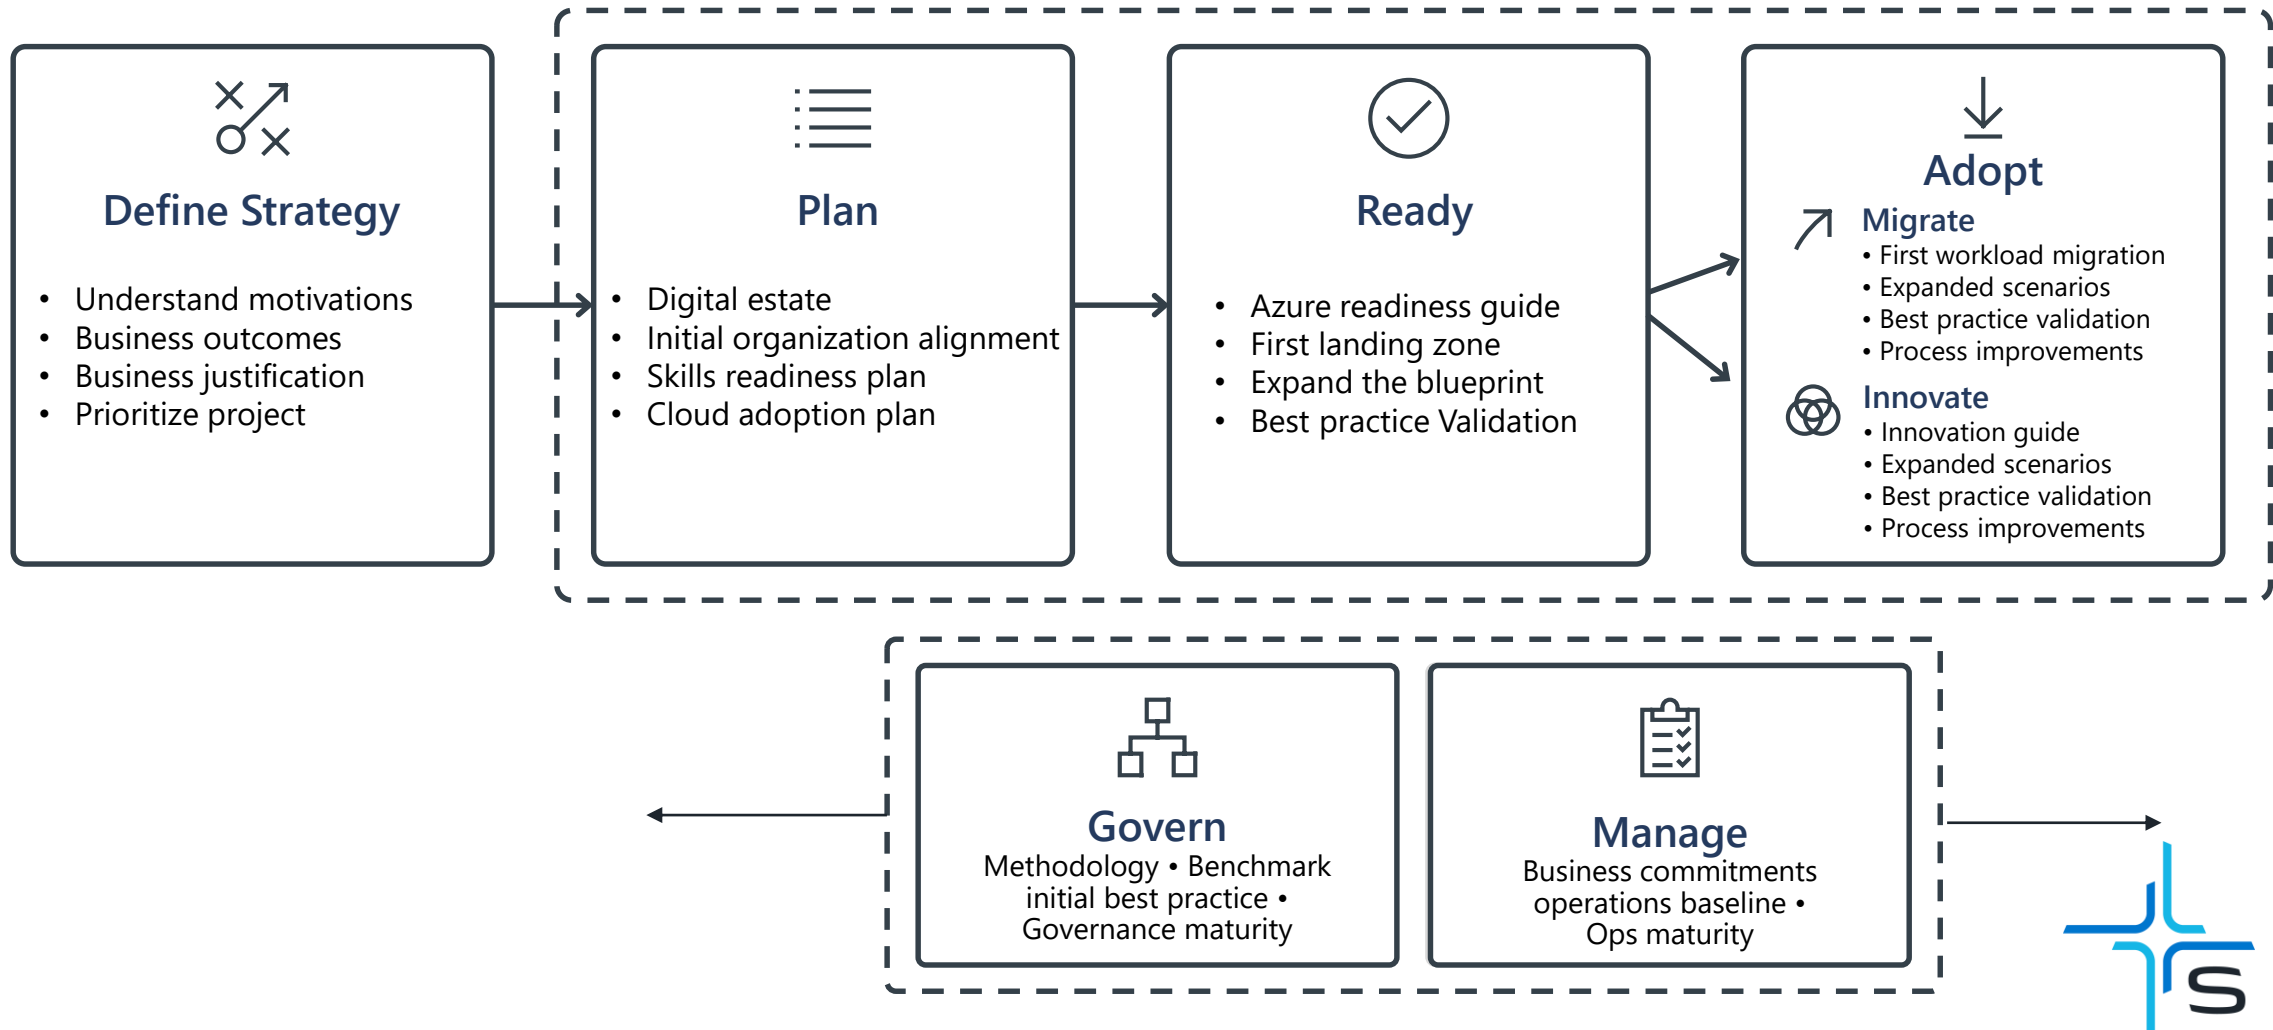 Define Strategy
• Understand motivations
• Business outcomes
• Business justification
• Prioritize project
Plan
• Digital estate
• Initial organization alignment
• Skills readiness plan
• Cloud adoption plan
Ready
• Azure readiness guide
• First landing zone
• Expand the blueprint
• Best practice Validation
Adopt
Migrate
• First workload migration
• Expanded scenarios
• Best practice validation
• Process improvements
Innovate
• Innovation guide
• Expanded scenarios
• Best practice validation
• Process improvements
Govern
Methodology • Benchmark
initial best practice •
Governance maturity
Manage
Business commitments
operations baseline •
Ops maturity
S